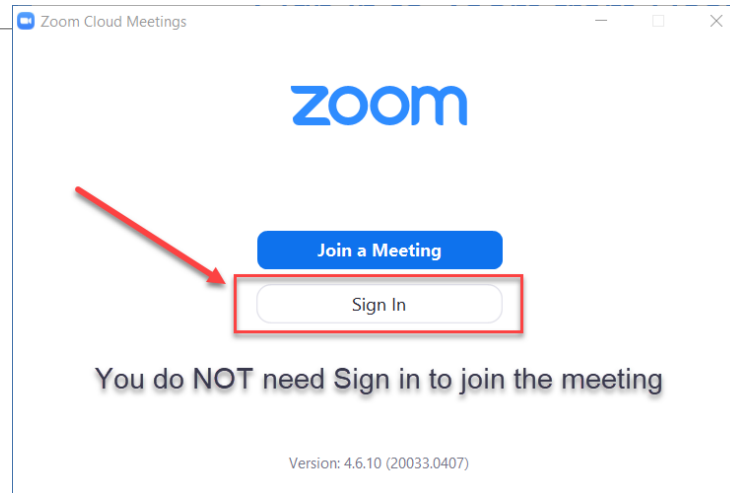 Zoom Cloud Meetings
zoom
Join a Meeting
Sign In
You do NOT need Sign in to join the meeting
Version: 4.6.10 (20033.0407)